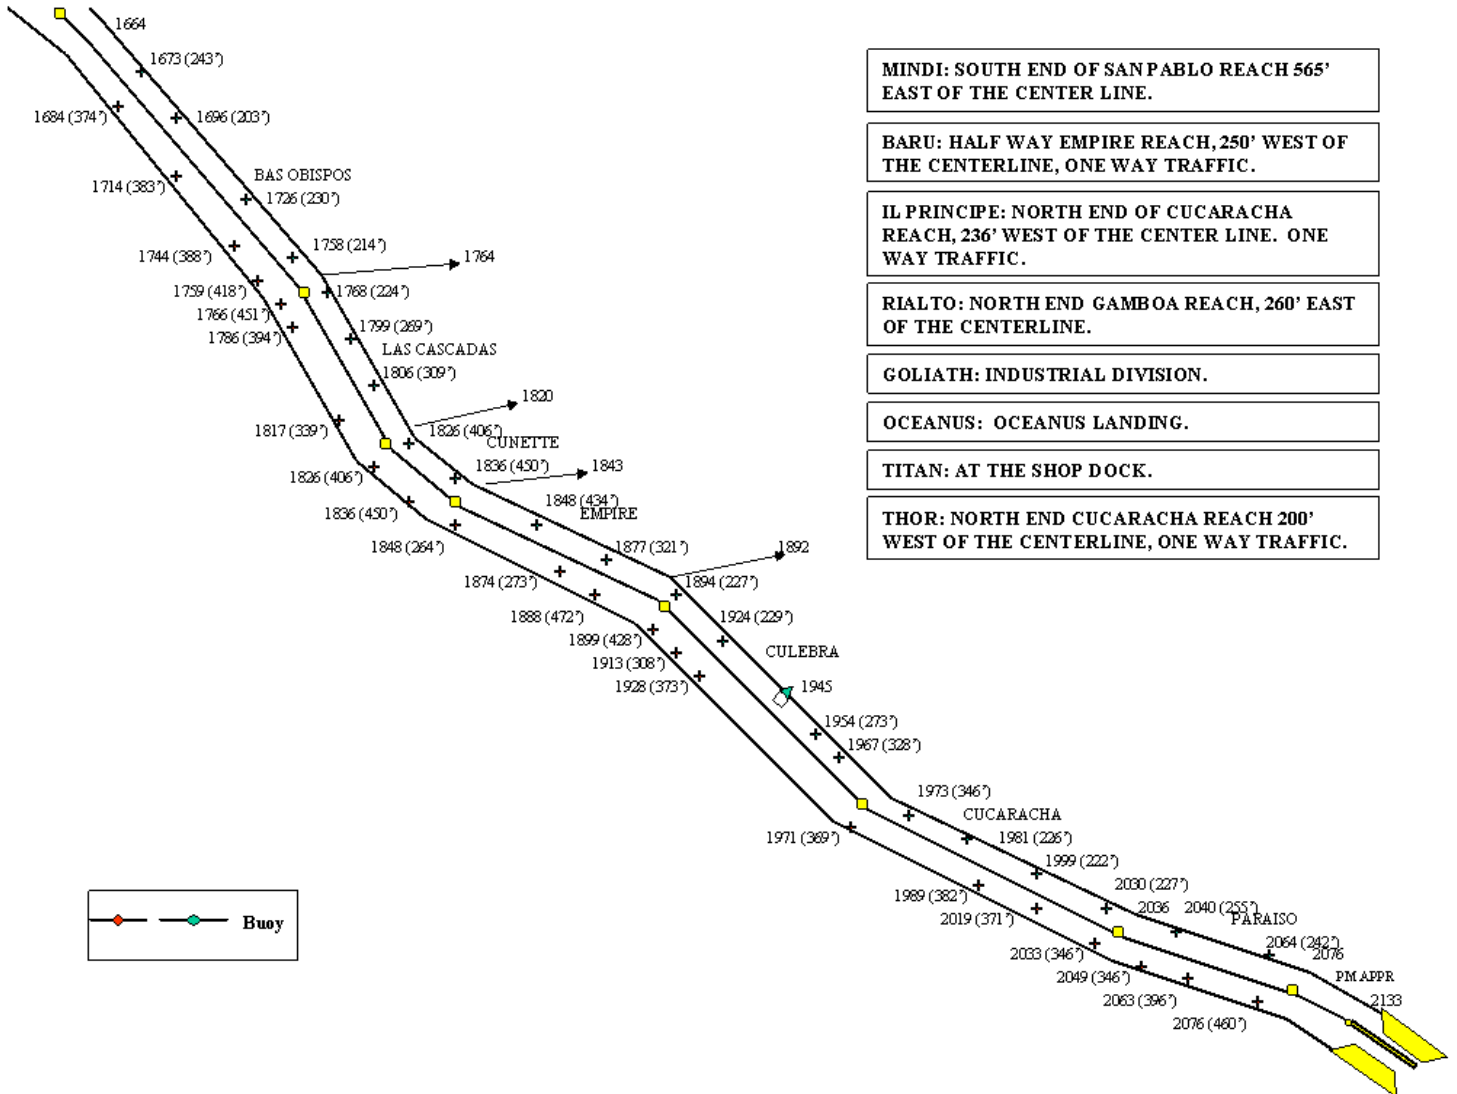 1664
1673 (243’)
1684 (374’)
1696 (203’)
BAS OBISPOS
1714 (383’)
1726 (230’)
1758 (214’)
1744 (388’)
1764
1759 (418’)
1768 (224’)
1766 (451’)
1786 (394’)
1799 (269’)
LAS CASCADAS
1806 (309’)
1820
1817 (339’)
1826 (406’)
CUNETTE
1836 (450’)
1843
1826 (406’)
1848 (434’)
1836 (450’)
EMPIRE
1848 (264’)
1877 (321’)
1892
1874 (273’)
1894 (227’)
1888 (472’)
1924 (229’)
1899 (428’)
CULEBRA
1913 (308’)
1928 (373’)
1945
1954 (273’)
1967 (328’)
1973 (346’)
CUCARACHA
1971 (369’)
1981 (226’)
1999 (222’)
1989 (382’)
2030 (227’)
2036
2040 (255’)
2019 (371’)
PARAISO
2064 (242’)
2033 (346’)
2076
2049 (346’)
PM APPR
2063 (396’)
2133
2076 (460’)
MINDI: SOUTH END OF SAN PABLO REACH 565’
EAST OF THE CENTER LINE.
BARU: HALF WAY EMPIRE REACH, 250’ WEST OF
THE CENTERLINE, ONE WAY TRAFFIC.
IL PRINCIPE: NORTH END OF CUCARACHA
REACH, 236’ WEST OF THE CENTER LINE. ONE
WAY TRAFFIC.
RIALTO: NORTH END GAMBOA REACH, 260’ EAST
OF THE CENTERLINE.
GOLIATH: INDUSTRIAL DIVISION.
OCEANUS: OCEANUS LANDING.
TITAN: AT THE SHOP DOCK.
THOR: NORTH END CUCARACHA REACH 200’
WEST OF THE CENTERLINE, ONE WAY TRAFFIC.
Buoy